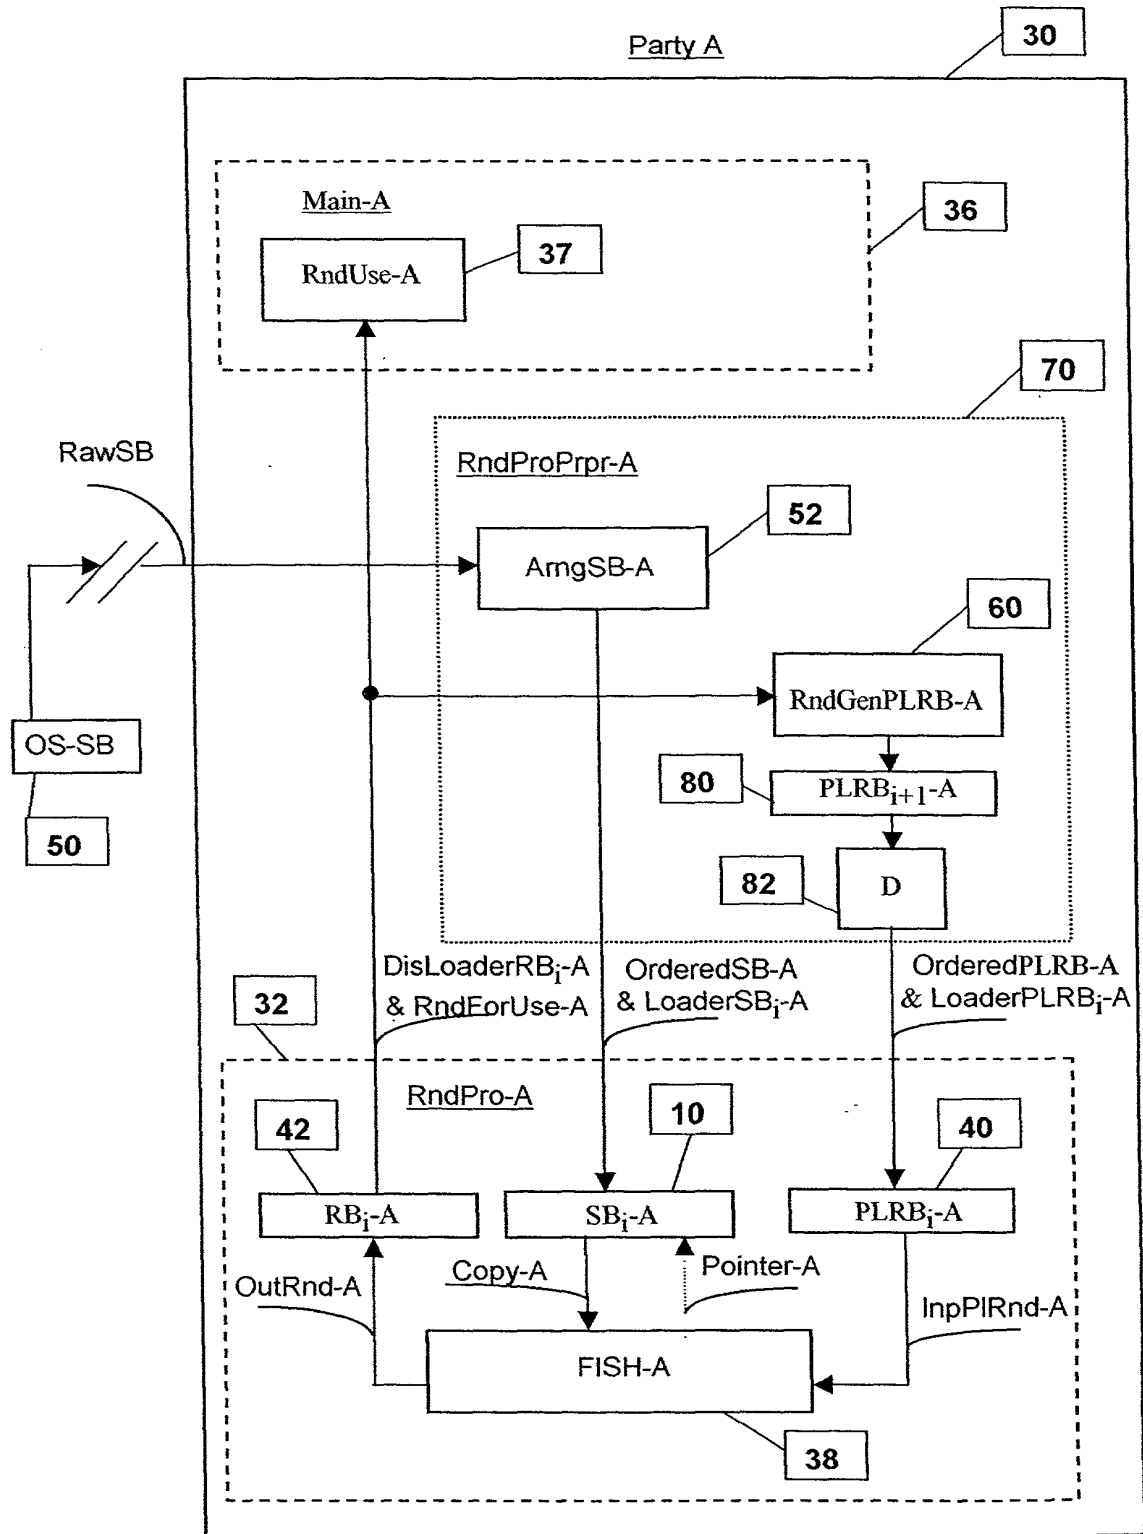 Party A
30
Main-A
36
RndUse-A
37
70
RawSB
RndProPrpr-A
52
ArngSB-A
60
RndGenPLRB-A
OS-SB
80
PLRBi+1-A
50
82
D
DisLoaderRBi-A
& RndForUse-A
OrderedSB-A
& LoaderSBi-A
OrderedPLRB-A
& LoaderPLRBi-A
32
RndPro-A
42
10
40
RBi-A
SBi-A
PLRBi-A
OutRnd-A
Copy-A
Pointer-A
InpPlRnd-A
FISH-A
38